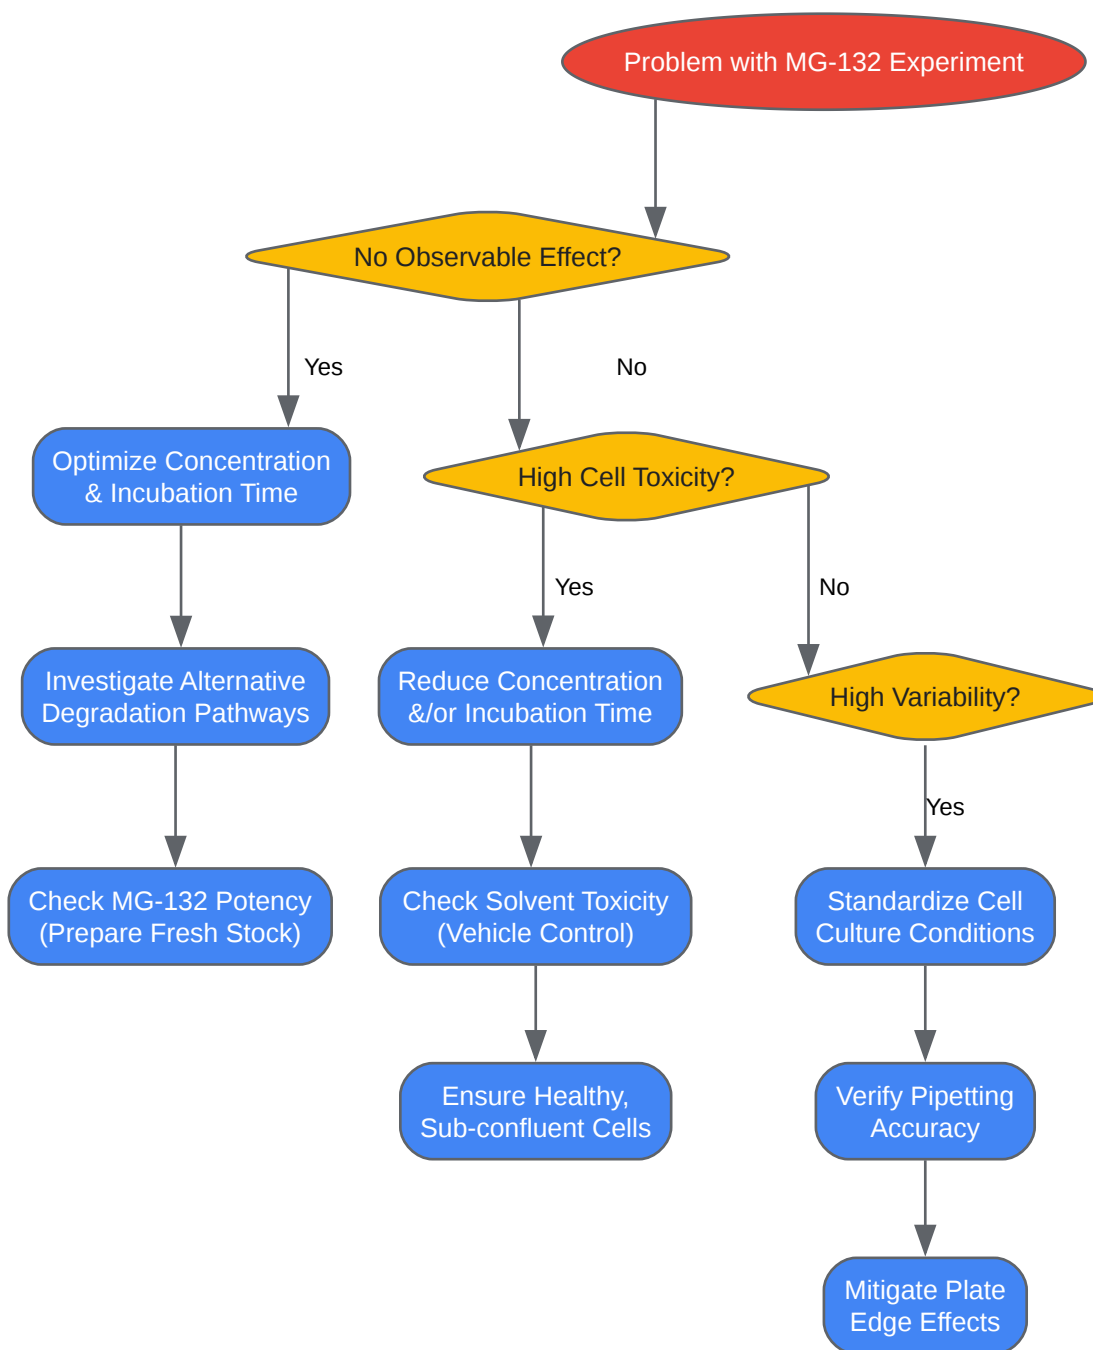 Problem with MG-132 Experiment
No Observable Effect?
Yes
No
Optimize Concentration
& Incubation Time
High Cell Toxicity?
Yes
No
Investigate Alternative
Degradation Pathways
Reduce Concentration
&/or Incubation Time
High Variability?
Yes
Check MG-132 Potency
(Prepare Fresh Stock)
Check Solvent Toxicity
(Vehicle Control)
Standardize Cell
Culture Conditions
Ensure Healthy,
Sub-confluent Cells
Verify Pipetting
Accuracy
Mitigate Plate
Edge Effects